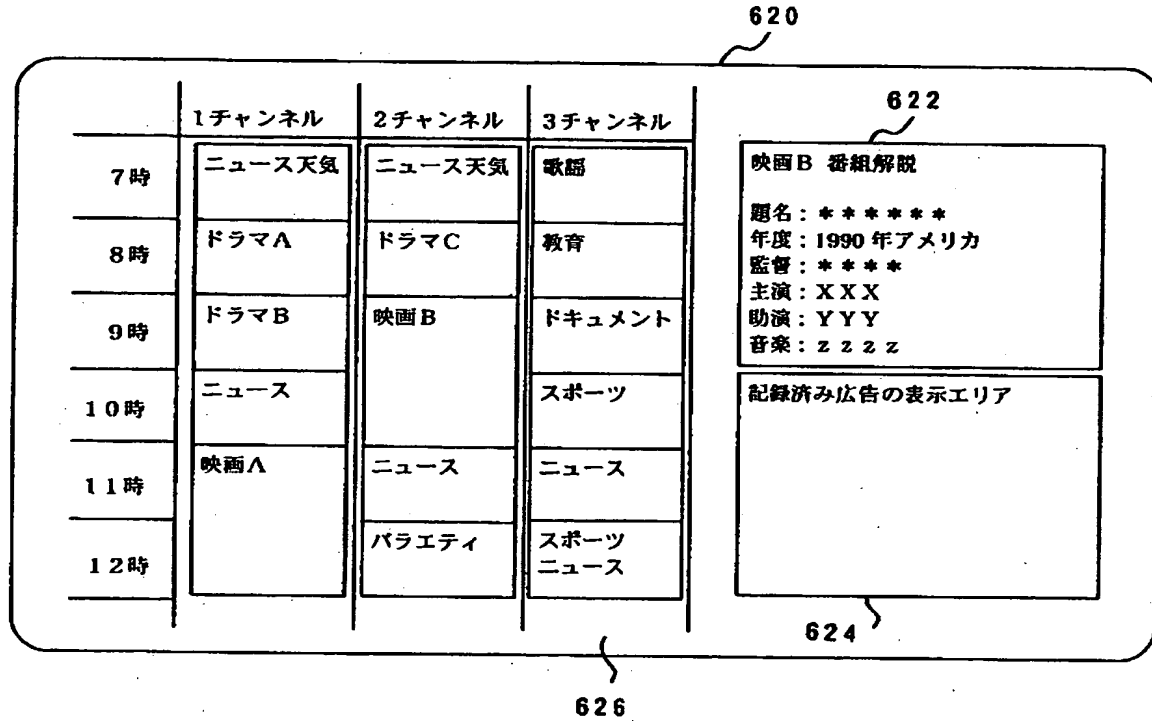 620
1チャンネル 2チャンネル 3チャンネル
622
7時 ニュース天気 ニュース天気 歌謡
8時 ドラマA ドラマC 教育
9時 ドラマB 映画B ドキュメント
10時 ニュース スポーツ
11時 映画A ニュース ニュース
12時 バラエティ スポーツ
ニュース
映画B 番組解説
題名：＊＊＊＊＊＊
年度：1990年アメリカ
監督：＊＊＊＊
主演：XXX
助演：YYY
音楽：zzzz
記録済み広告の表示エリア
624
626